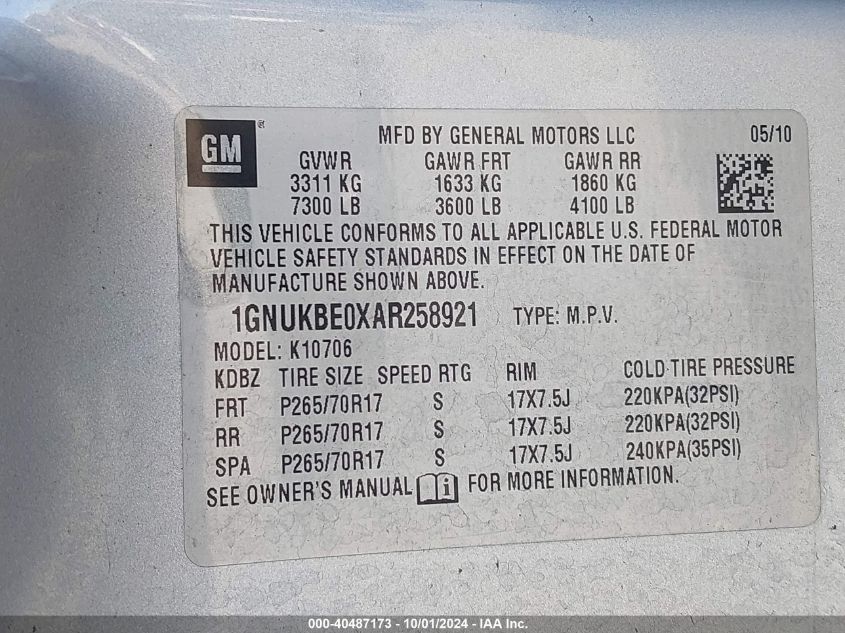 GM
MFD BY GENERAL MOTORS LLC 05/10
GVWR GAWR FRT GAWR RR
3311 KG 1633 KG 1860 KG
7300 LB 3600 LB 4100 LB
THIS VEHICLE CONFORMS TO ALL APPLICABLE U.S. FEDERAL MOTOR
VEHICLE SAFETY STANDARDS IN EFFECT ON THE DATE OF
MANUFACTURE SHOWN ABOVE.
1GNUKBE0XAR258921 TYPE: M.P.V.
MODEL: K10706
KDBZ TIRE SIZE SPEED RTG RIM COLD TIRE PRESSURE
FRT P265/70R17 S 17X7.5J 220KPA(32PSI)
RR P265/70R17 S 17X7.5J 220KPA(32PSI)
SPA P265/70R17 S 17X7.5J 240KPA(35PSI)
SEE OWNER'S MANUAL FOR MORE INFORMATION.
000-40487173 - 10/01/2024 - IAA Inc.